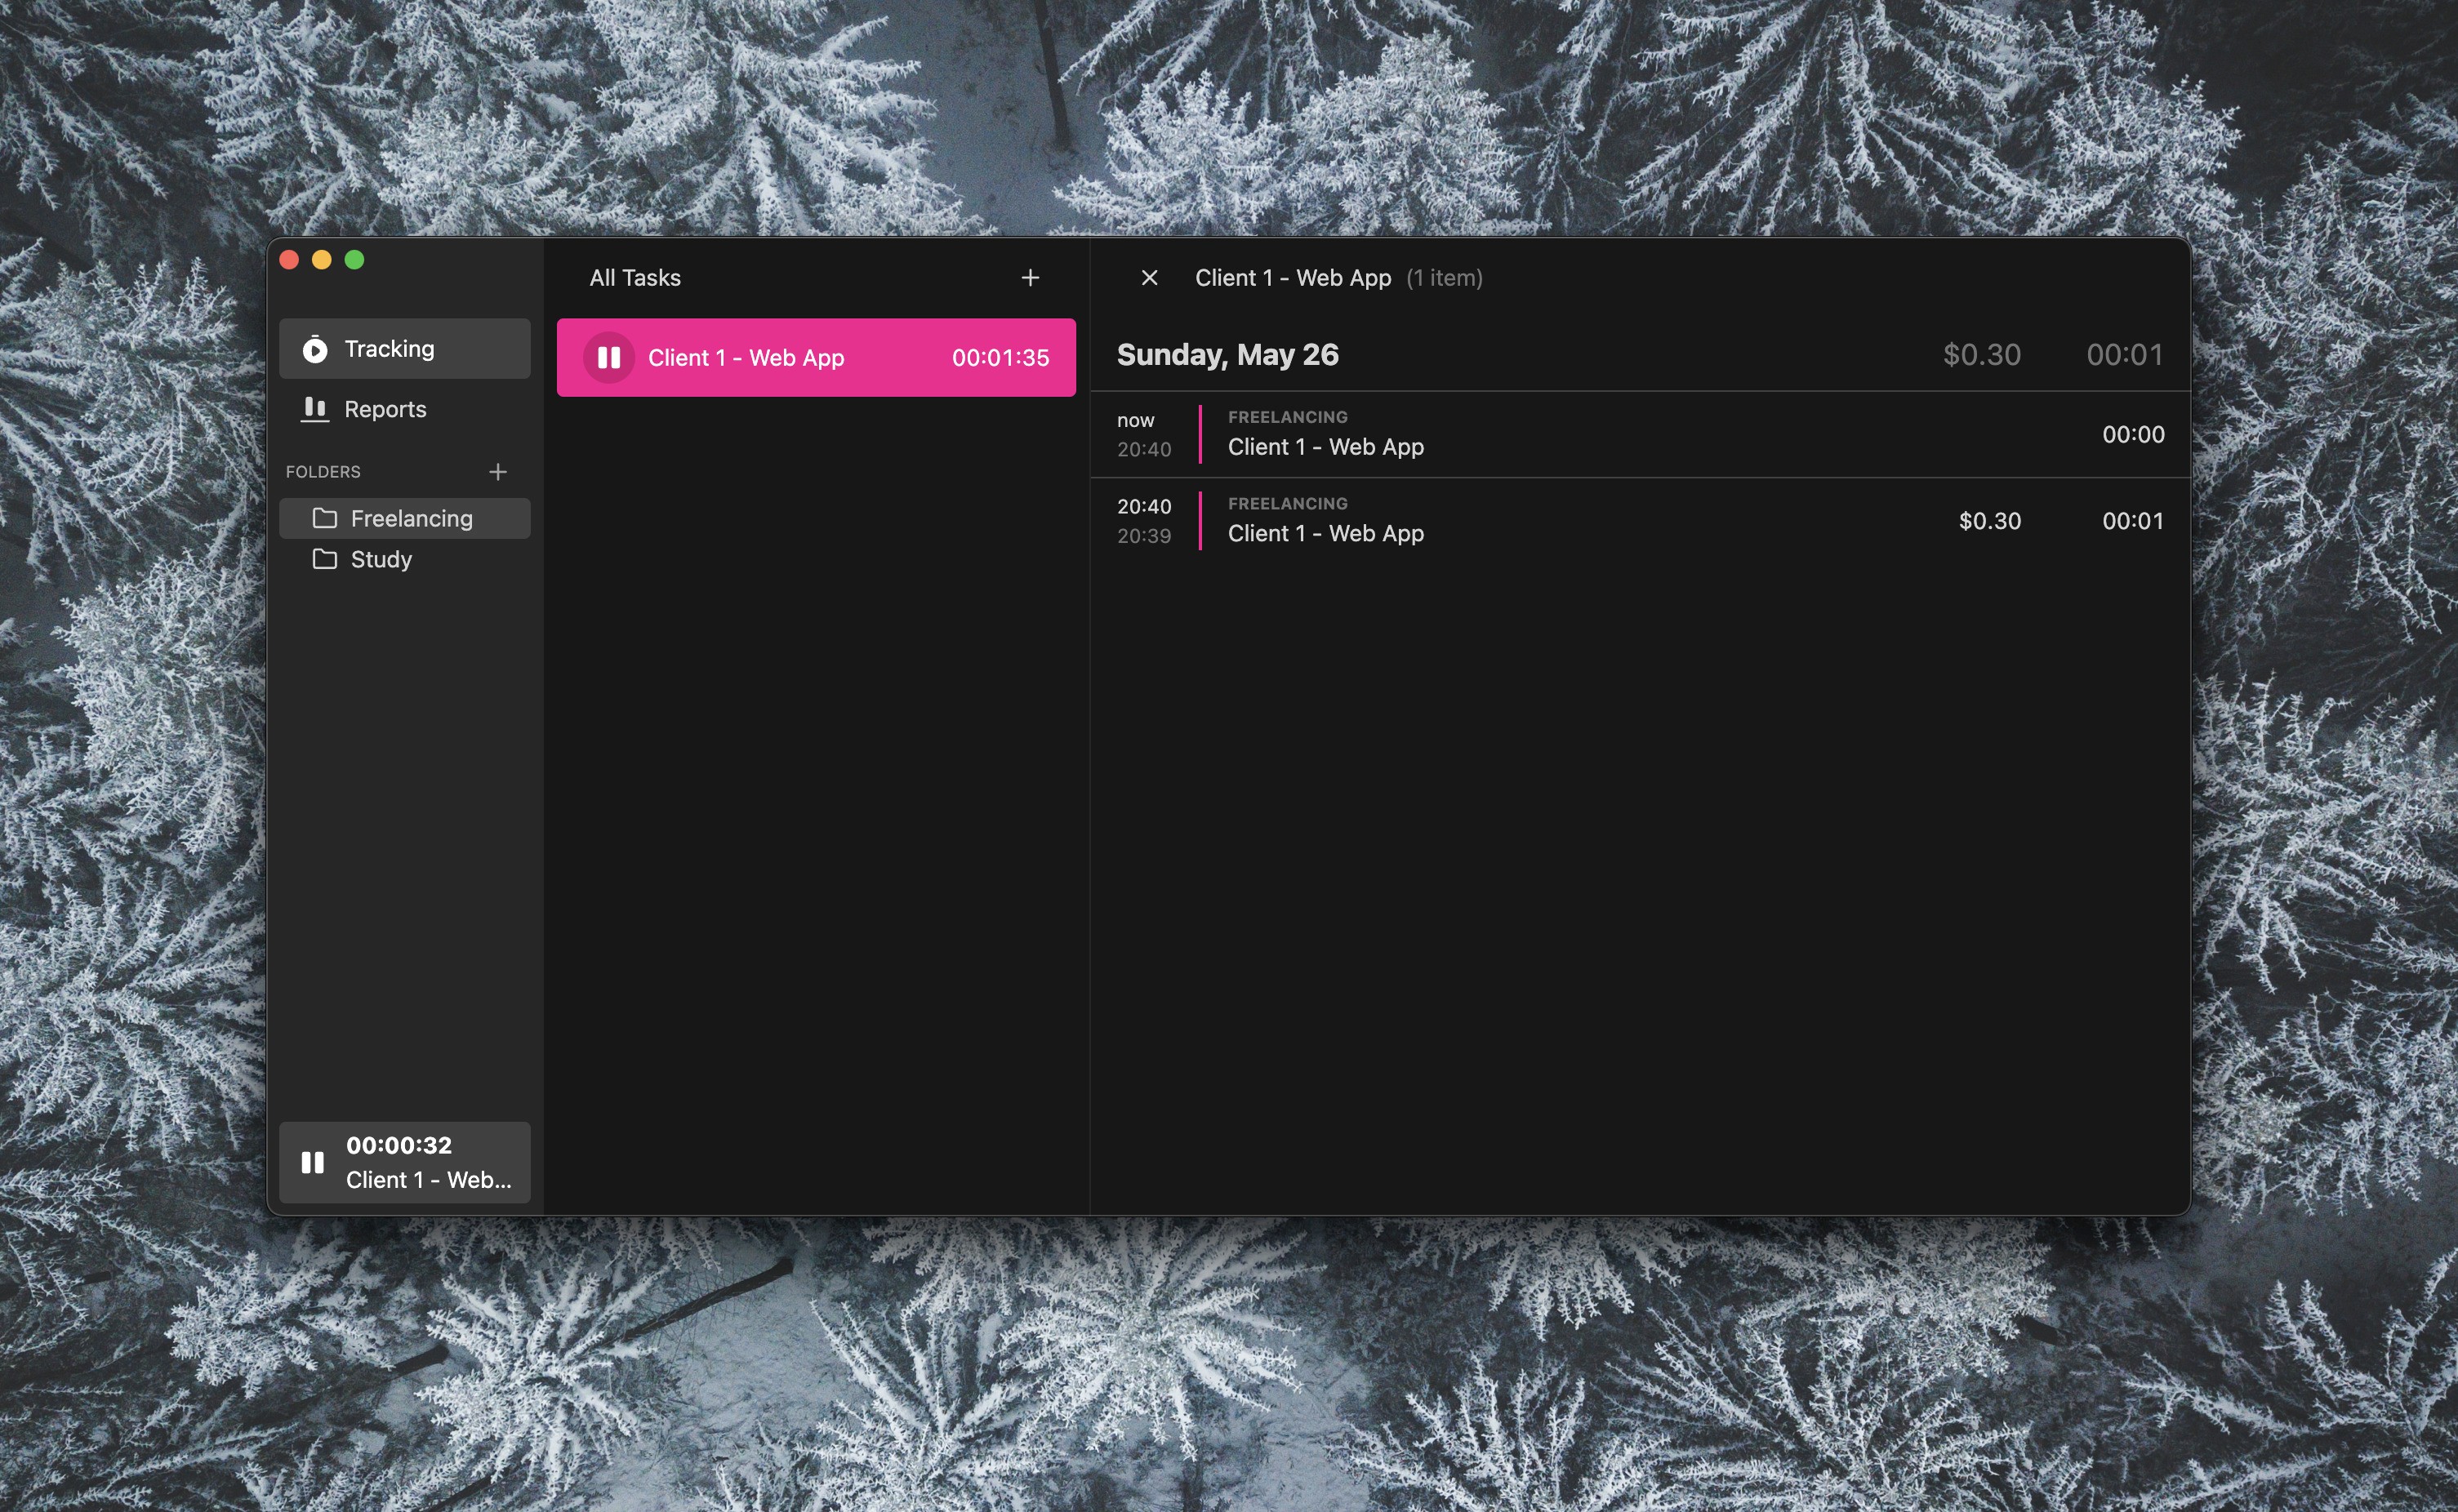 Tracking
Reports
FOLDERS
Freelancing
Study
00:00:32
Client 1 - Web...
All Tasks
Client 1 - Web App 00:01:35
Client 1 - Web App (1 item)
Sunday, May 26 $0.30 00:01
now FREELANCING
20:40 Client 1 - Web App 00:00
20:40 FREELANCING
20:39 Client 1 - Web App $0.30 00:01